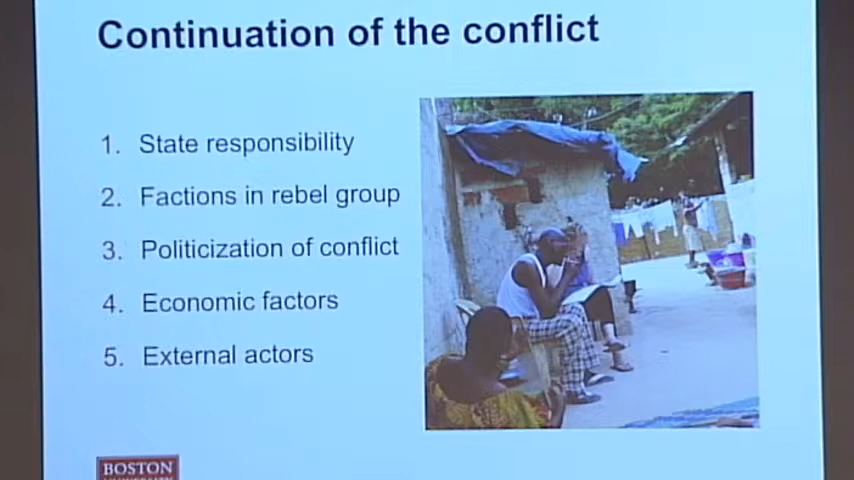 Continuation of the conflict
1. State responsibility
2. Factions in rebel group
3. Politicization of conflict
4. Economic factors
5. External actors
BOSTON